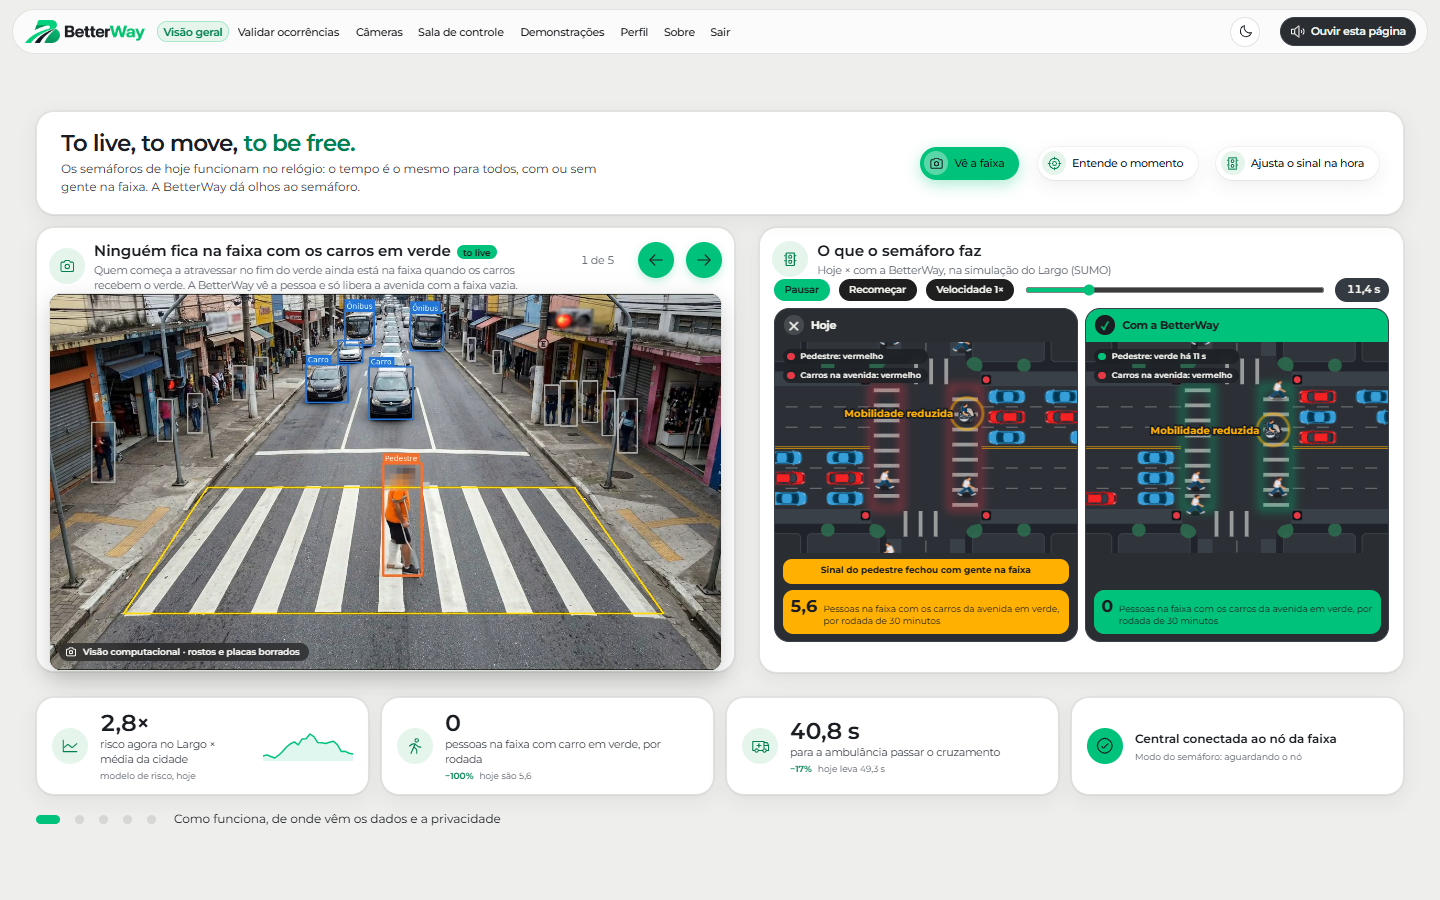 BetterWay
Visão geral
Validar ocorrências
Câmeras
Sala de controle
Demonstrações
Perfil
Sobre
Sair
Ouvir esta página
To live, to move, to be free.
Os semáforos de hoje funcionam no relógio: o tempo é o mesmo para todos, com ou sem
gente na faixa. A BetterWay dá olhos ao semáforo.
Vê a faixa
Entende o momento
Ajusta o sinal na hora
Ninguém fica na faixa com os carros em verde
to live
Quem começa a atravessar no fim do verde ainda está na faixa quando os carros
recebem o verde. A BetterWay vê a pessoa e só libera a avenida com a faixa vazia.
1 de 5
Ônibus
Ônibus
Carro
Carro
Pedestre
Visão computacional · rostos e placas borrados
O que o semáforo faz
Hoje × com a BetterWay, na simulação do Largo (SUMO)
Pausar
Recomeçar
Velocidade 1×
11,4 s
Hoje
Pedestre: vermelho
Carros na avenida: vermelho
Mobilidade reduzida
Sinal do pedestre fechou com gente na faixa
5,6 Pessoas na faixa com os carros da avenida em verde,
por rodada de 30 minutos
Com a BetterWay
Pedestre: verde há 11 s
Carros na avenida: vermelho
Mobilidade reduzida
0 Pessoas na faixa com os carros da avenida em verde, por
rodada de 30 minutos
2,8×
risco agora no Largo ×
média da cidade
modelo de risco, hoje
0
pessoas na faixa com carro em verde, por
rodada
−100% hoje são 5,6
40,8 s
para a ambulância passar o cruzamento
−17% hoje leva 49,3 s
Central conectada ao nó da faixa
Modo do semáforo: aguardando o nó
Como funciona, de onde vêm os dados e a privacidade